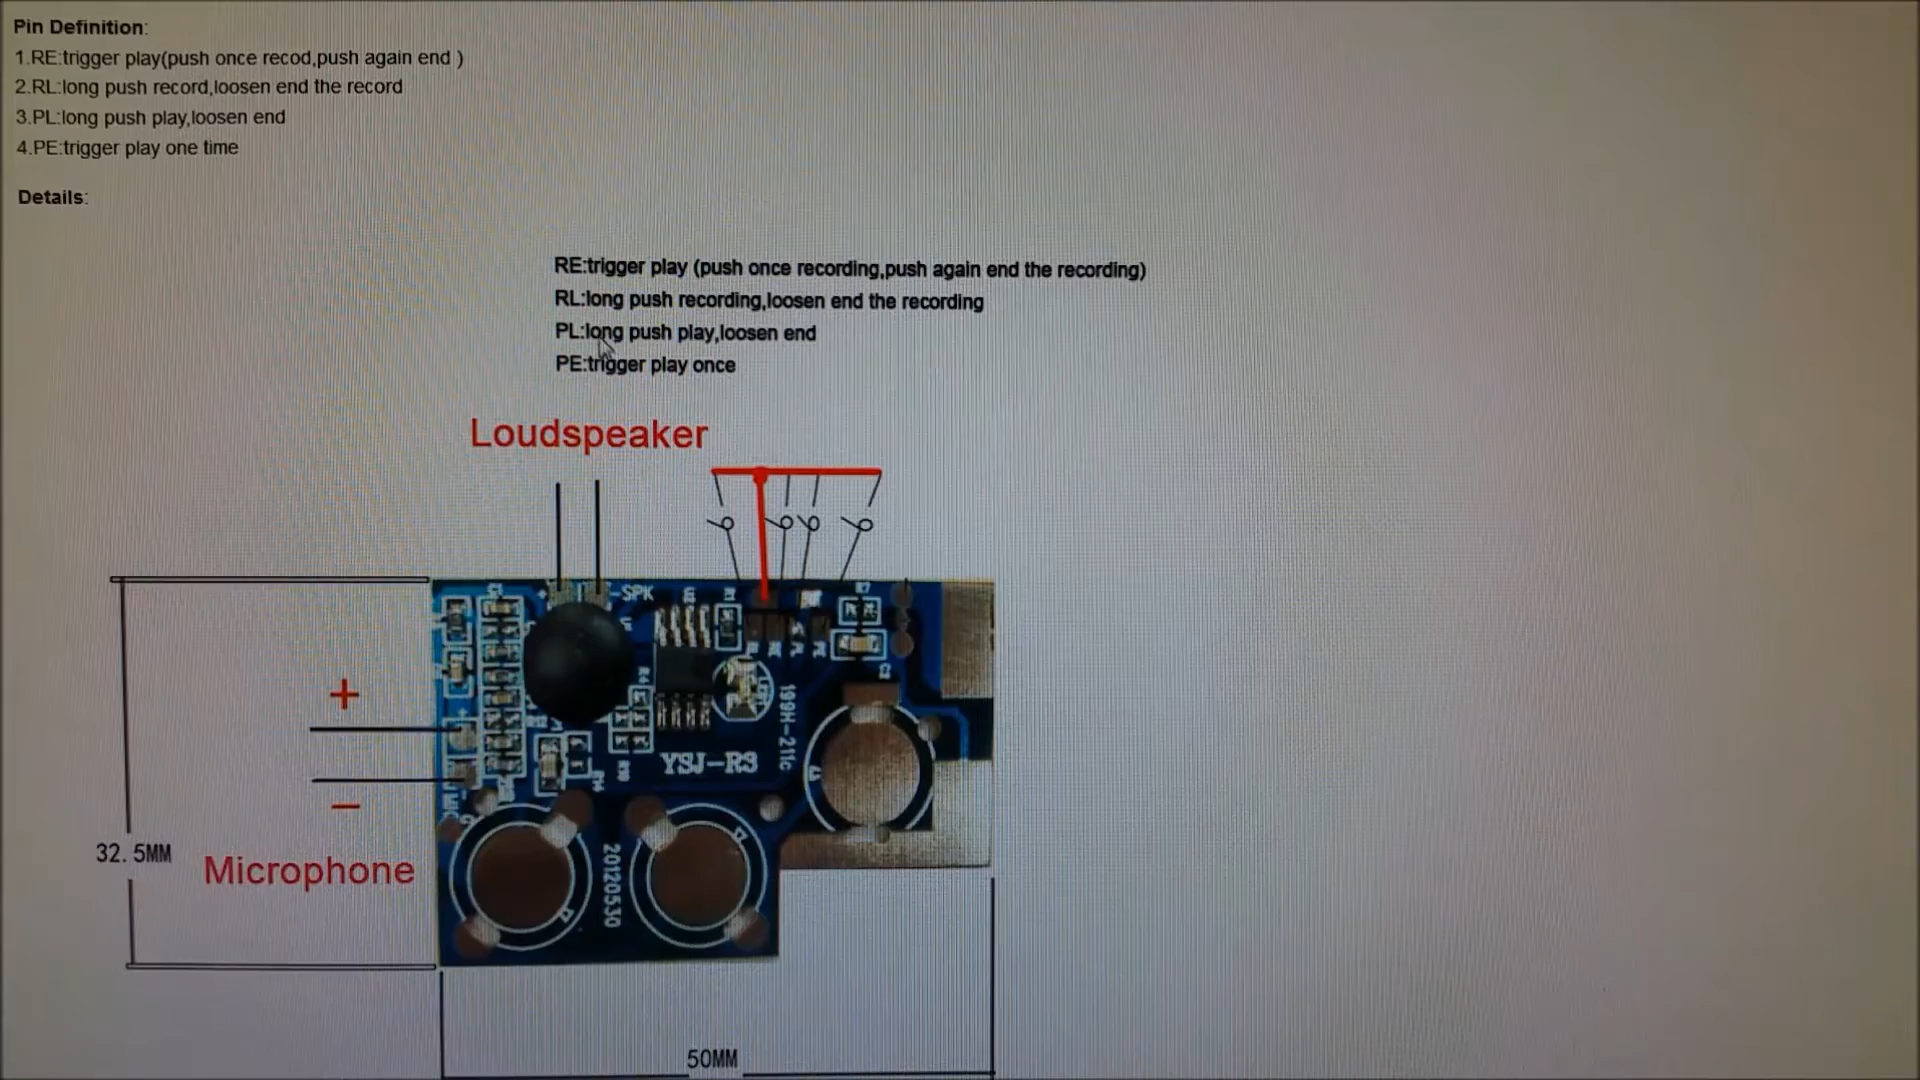 Pin Definition:
1.RE:trigger play(push once recod,push again end )
2.RL:long push record,loosen end the record
3.PL:long push play,loosen end
4.PE:trigger play one time
Details:
RE:trigger play (push once recording,push again end the recording)
RL:long push recording,loosen end the recording
PL:long push play,loosen end
PE:trigger play once
Loudspeaker
+
-SPK
+
199H-211c
YSJ-R3
−
32.5MM
Microphone
20120530
50MM